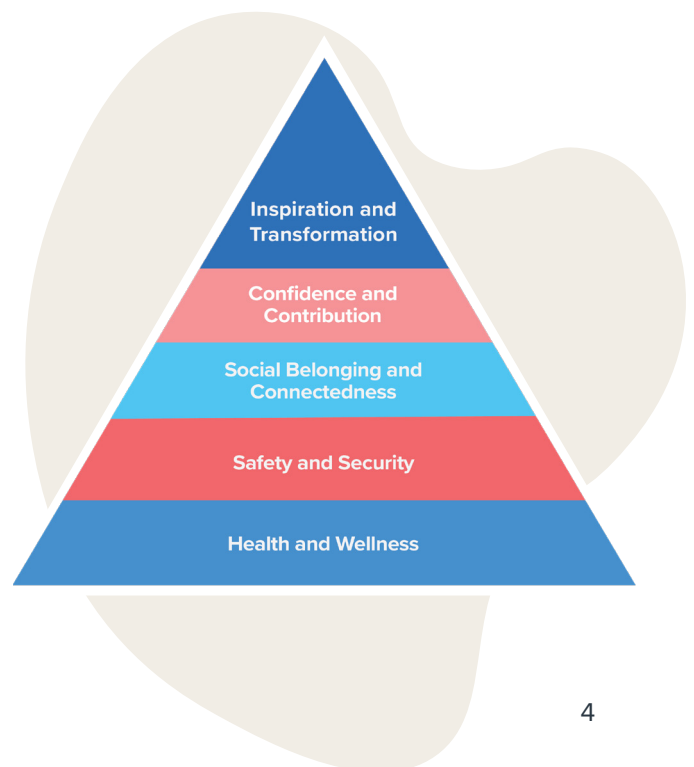 Inspiration and
Transformation
Confidence and
Contribution
Social Belonging and
Connectedness
Safety and Security
Health and Wellness
4